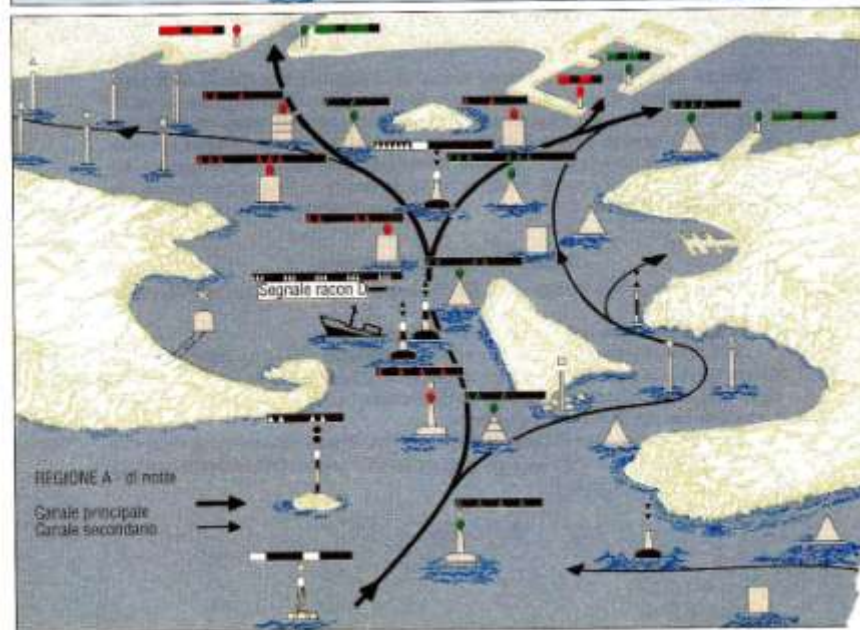 Segnale racon D
REGIONE A - di notte
Canale principale
Canale secondario